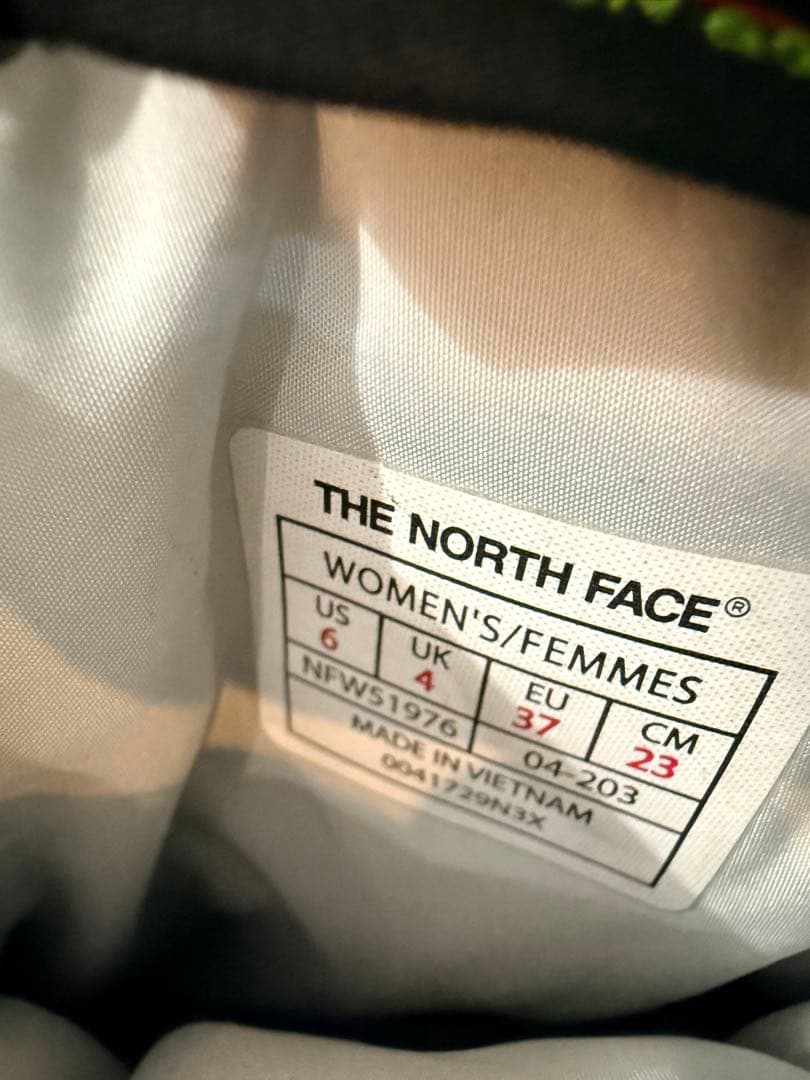 THE NORTH FACE®
WOMEN'S/FEMMES
US UK EU CM
6 4 37 23
NFW51976 04-203
MADE IN VIETNAM
0041729N3X